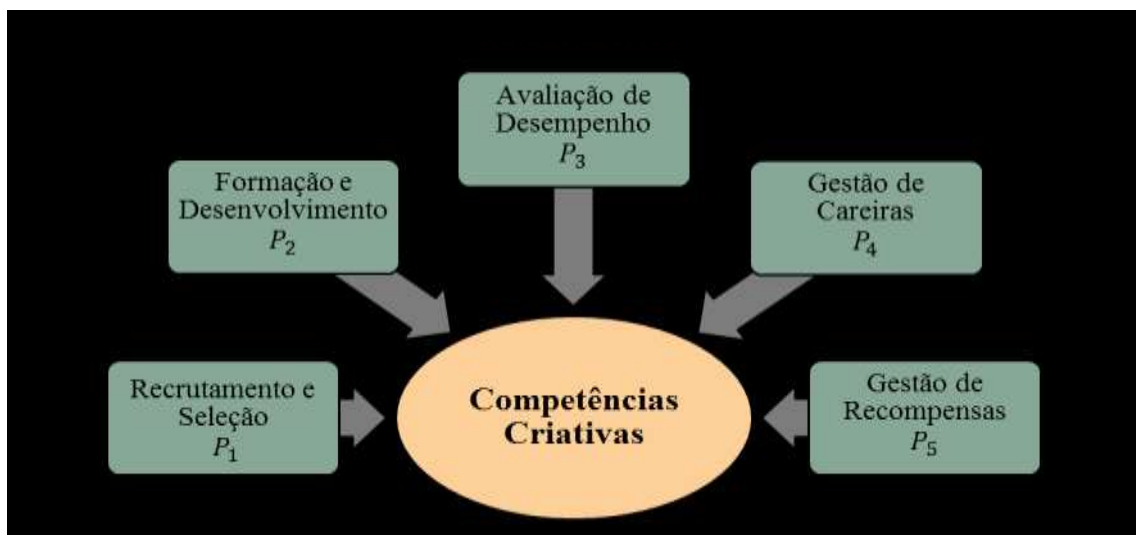 Avaliação de
Desempenho
P₃
Formação e
Desenvolvimento
P₂
Gestão de
Careiras
P₄
Recrutamento e
Seleção
P₁
Competências
Criativas
Gestão de
Recompensas
P₅